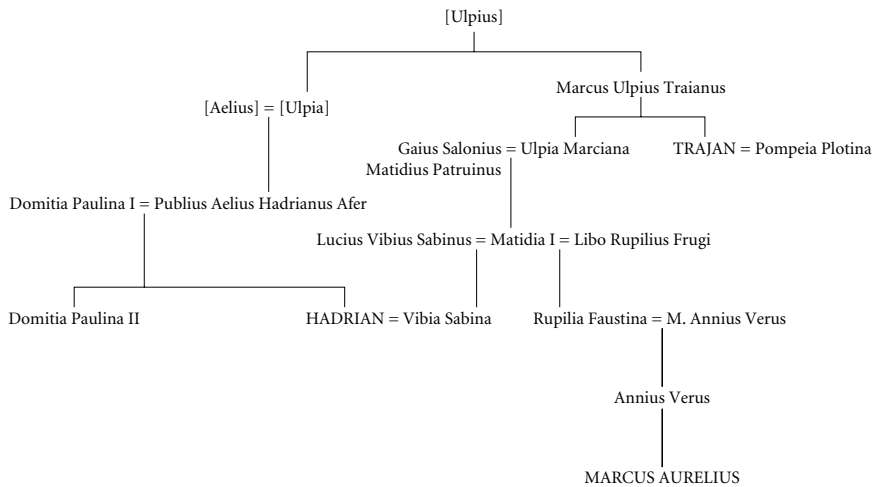 [Ulpius]
Marcus Ulpius Traianus
[Aelius] = [Ulpia]
Gaius Salonius = Ulpia Marciana TRAJAN = Pompeia Plotina
Matidius Patruinus
Domitia Paulina I = Publius Aelius Hadrianus Afer
Lucius Vibius Sabinus = Matidia I = Libo Rupilius Frugi
Domitia Paulina II HADRIAN = Vibia Sabina Rupilia Faustina = M. Annius Verus
Annius Verus
MARCUS AURELIUS